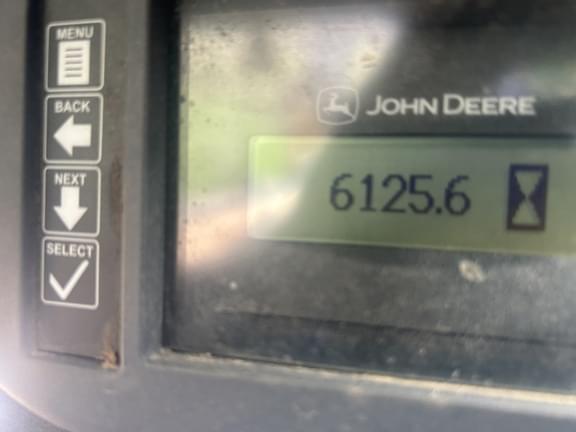 MENU
BACK
NEXT
SELECT
JOHN DEERE
6125.6